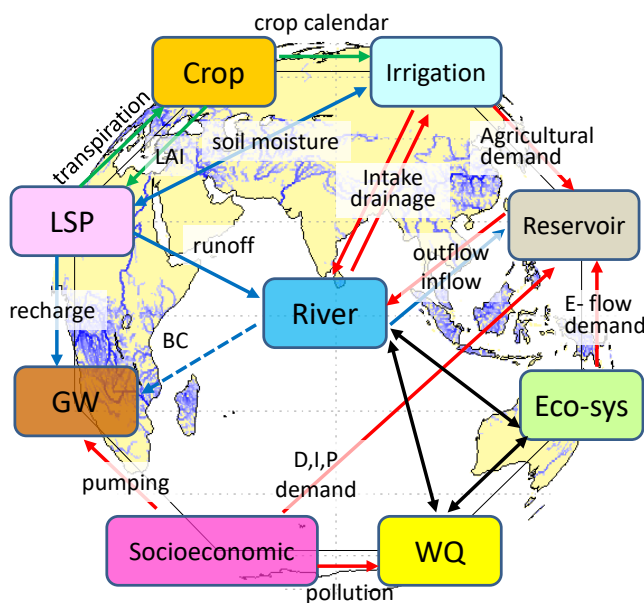 crop calendar
Crop
Irrigation
transpiration
LAI
soil moisture
Agricultural
demand
Intake
drainage
LSP
Reservoir
runoff
outflow
inflow
recharge
River
E- flow
demand
BC
GW
Eco-sys
pumping
D,I,P
demand
Socioeconomic
WQ
pollution